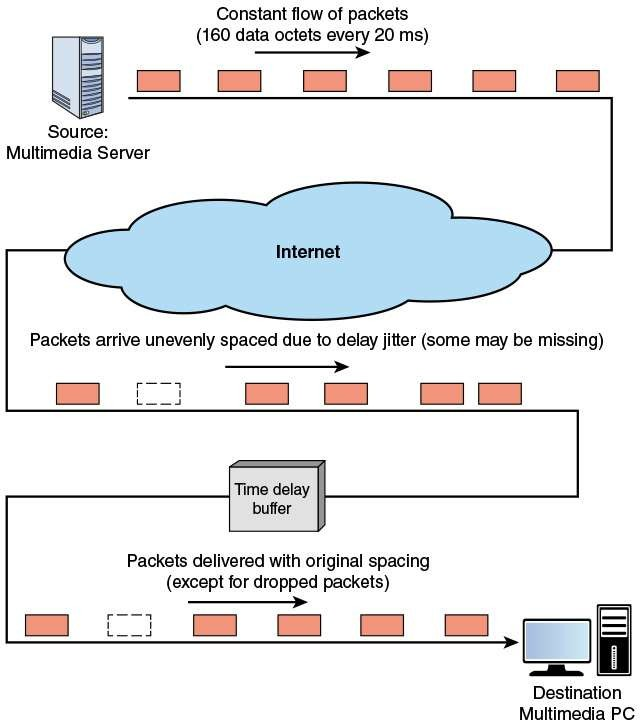 Constant flow of packets
(160 data octets every 20 ms)
Source:
Multimedia Server
Internet
Packets arrive unevenly spaced due to delay jitter (some may be missing)
Time delay
buffer
Packets delivered with original spacing
(except for dropped packets)
Destination
Multimedia PC